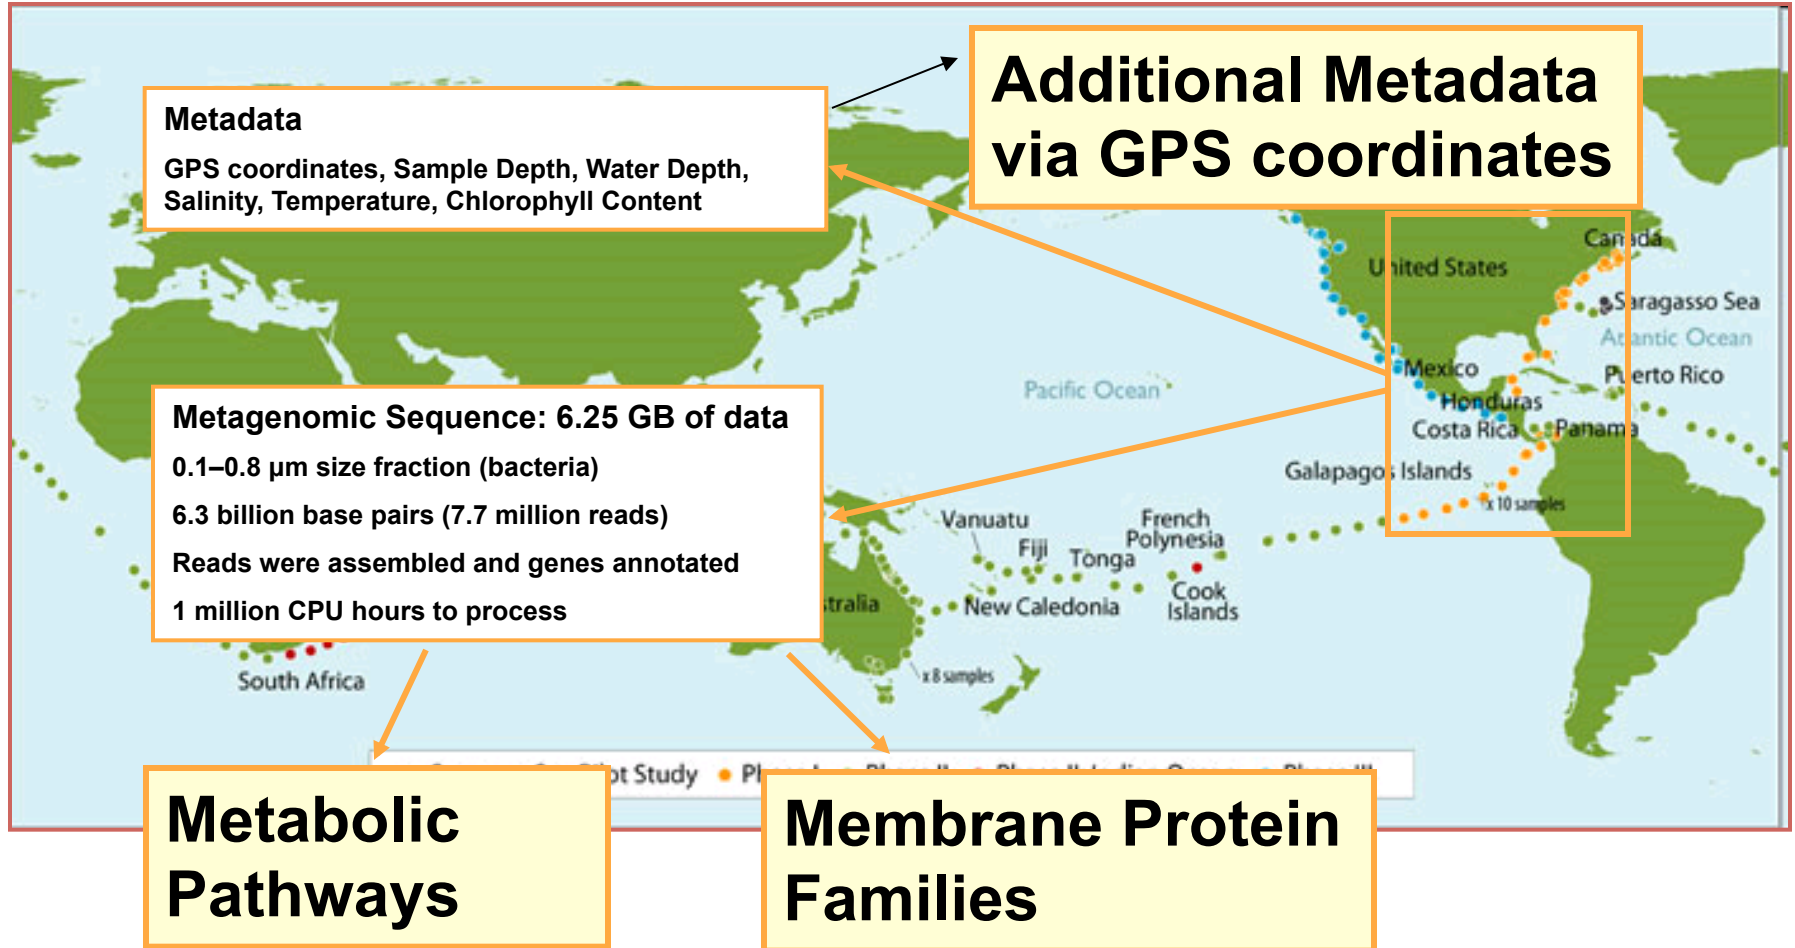 Additional Metadata
via GPS coordinates
Metadata
GPS coordinates, Sample Depth, Water Depth,
Salinity, Temperature, Chlorophyll Content
Canada
United States
Saragasso Sea
Atlantic Ocean
Mexico
Puerto Rico
Pacific Ocean
Honduras
Costa Rica
Panama
Galapagos Islands
x 10 samples
Metagenomic Sequence: 6.25 GB of data
0.1–0.8 μm size fraction (bacteria)
6.3 billion base pairs (7.7 million reads)
Reads were assembled and genes annotated
1 million CPU hours to process
Vanuatu
Fiji
Tonga
French
Polynesia
New Caledonia
Cook
Islands
tralia
x 8 samples
South Africa
ot Study
Metabolic
Pathways
Membrane Protein
Families